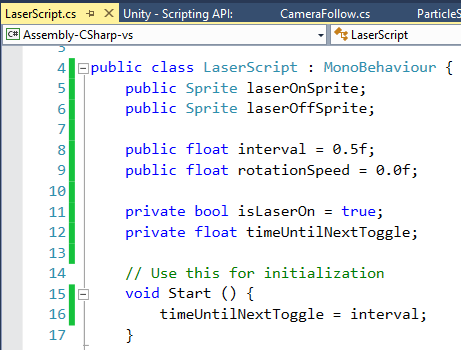 LaserScript.cs Unity - Scripting API: CameraFollow.cs ParticleS
C# Assembly-CSharp-vs LaserScript
3
4 public class LaserScript : MonoBehaviour {
5 public Sprite laserOnSprite;
6 public Sprite laserOffSprite;
7
8 public float interval = 0.5f;
9 public float rotationSpeed = 0.0f;
10
11 private bool isLaserOn = true;
12 private float timeUntilNextToggle;
13
14 // Use this for initialization
15 void Start () {
16 timeUntilNextToggle = interval;
17 }